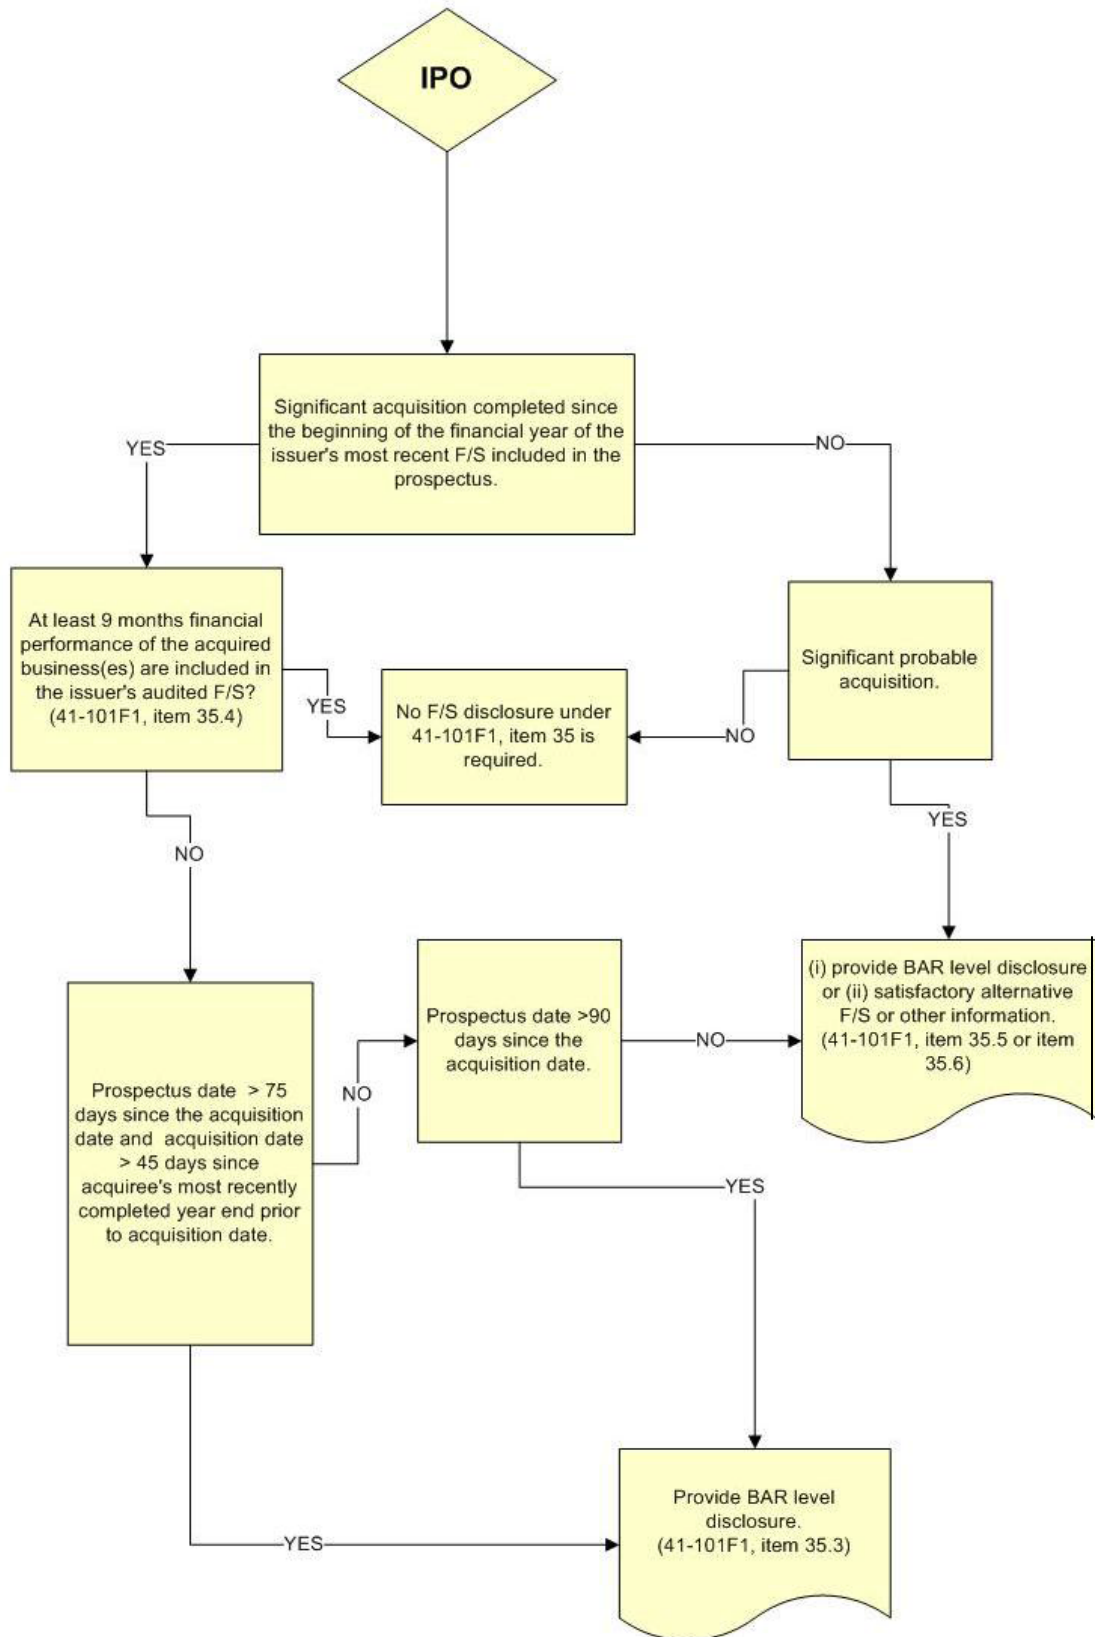 IPO
Significant acquisition completed since
the beginning of the financial year of the
issuer's most recent F/S included in the
prospectus.
YES
NO
At least 9 months financial
performance of the acquired
business(es) are included in
the issuer's audited F/S?
(41-101F1, item 35.4)
YES
No F/S disclosure under
41-101F1, item 35 is
required.
NO
Significant probable
acquisition.
YES
NO
Prospectus date > 75
days since the acquisition
date and acquisition date
> 45 days since
acquiree's most recently
completed year end prior
to acquisition date.
NO
Prospectus date >90
days since the
acquisition date.
NO
(i) provide BAR level disclosure
or (ii) satisfactory alternative
F/S or other information.
(41-101F1, item 35.5 or item
35.6)
YES
YES
Provide BAR level
disclosure.
(41-101F1, item 35.3)